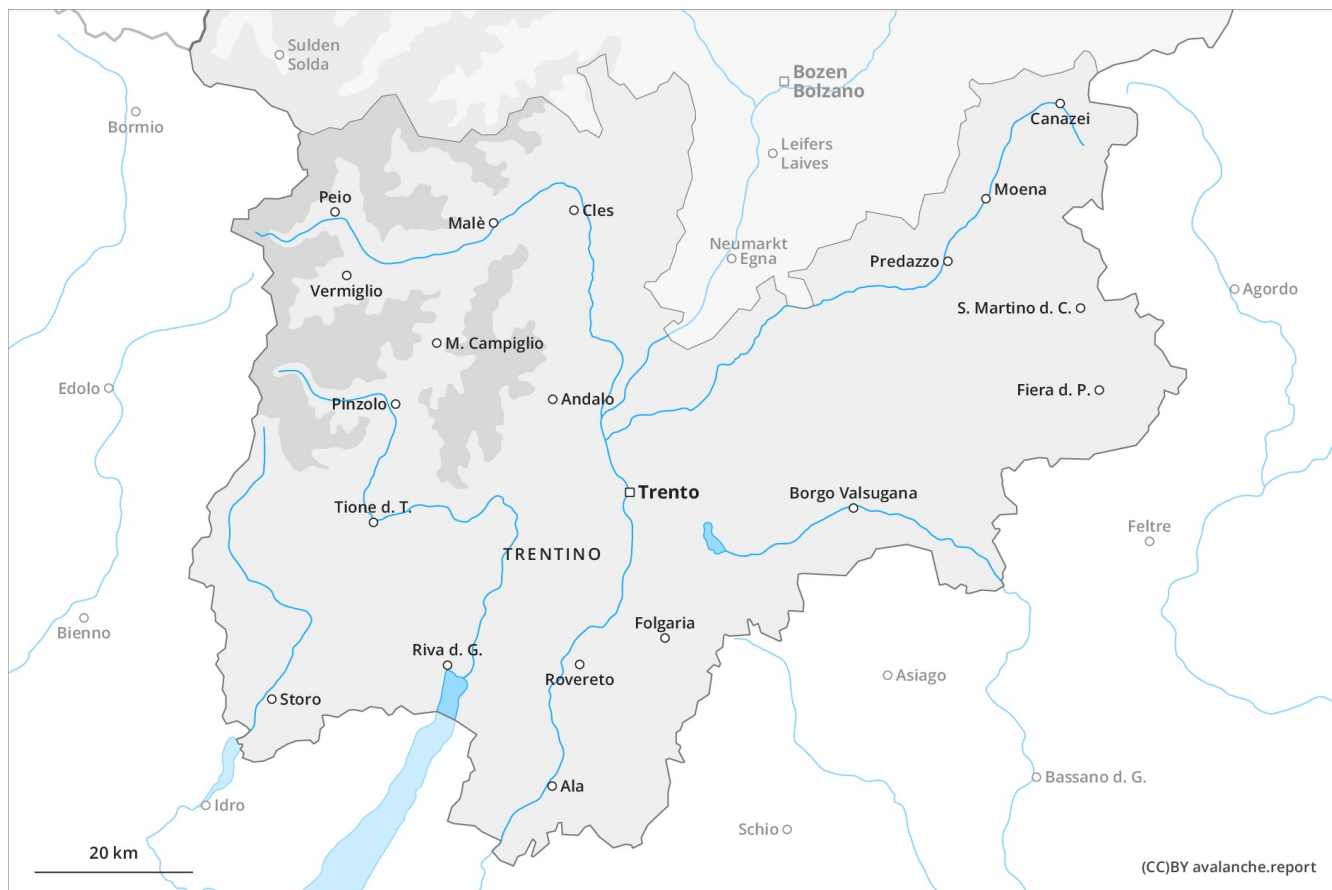 Sulden
Solda
Bozen
Bolzano
Bormio
Canazei
Leifers
Laives
Peio
Moena
Malè
Cles
Neumarkt
Egna
Predazzo
Vermiglio
Agordo
S. Martino d. C.
M. Campiglio
Edolo
Fiera d. P.
Pinzolo
Andalo
Trento
Borgo Valsugana
Tione d. T.
Feltre
TRENTINO
Bienno
Folgaria
Riva d. G.
Rovereto
Asiago
Storo
Bassano d. G.
Ala
Idro
Schio
20 km
(CC)BY avalanche.report